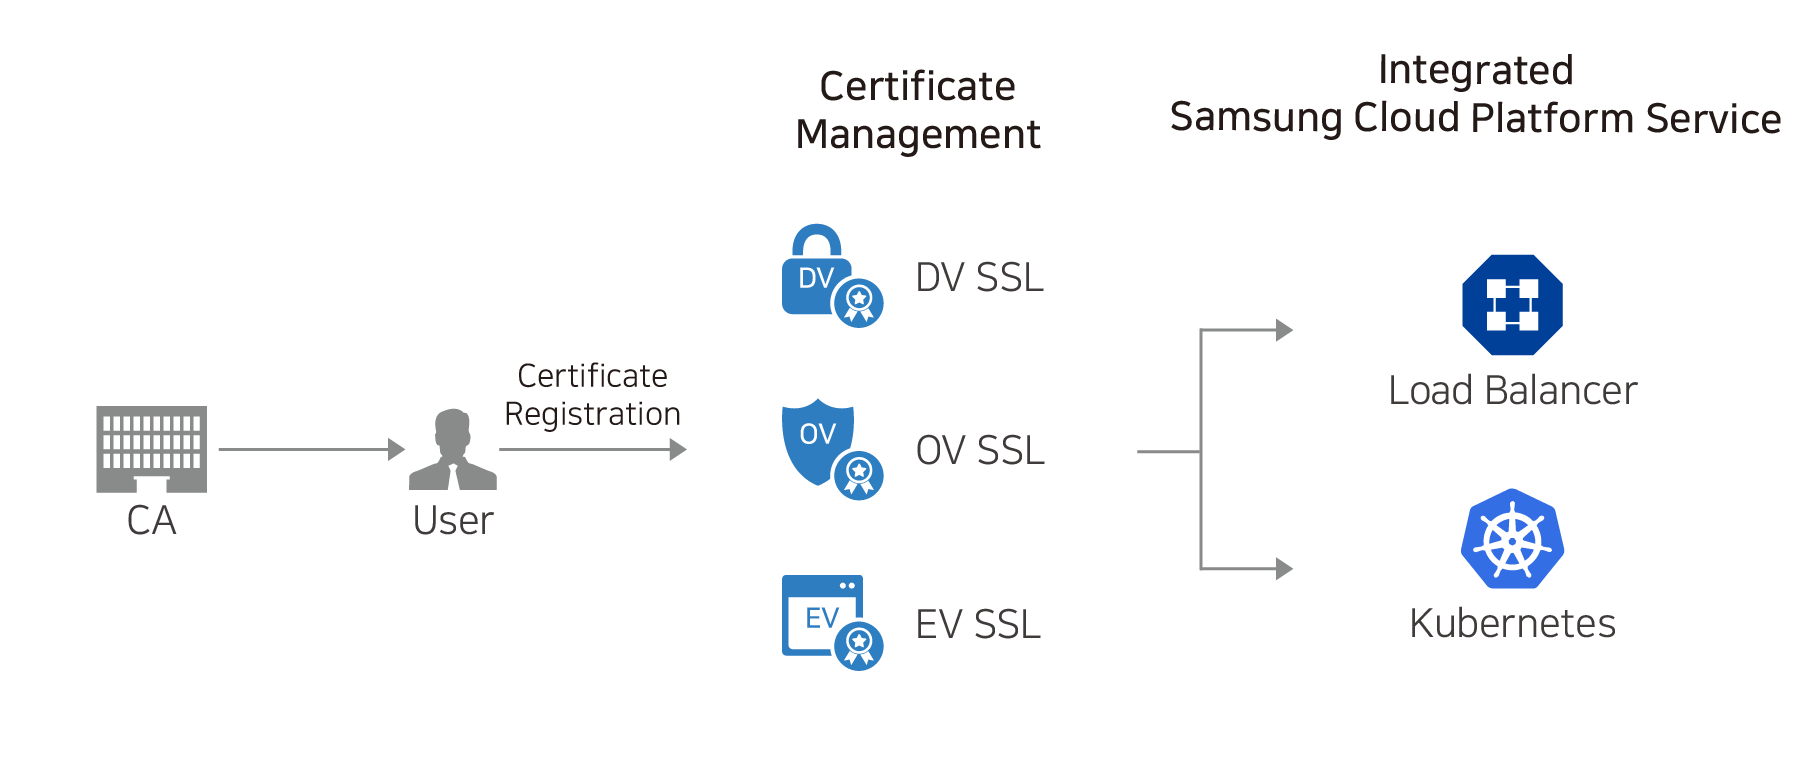 Certificate
Management
Integrated
Samsung Cloud Platform Service
DV
DV SSL
Certificate
Registration
CA
User
OV
OV SSL
EV
EV SSL
Load Balancer
Kubernetes